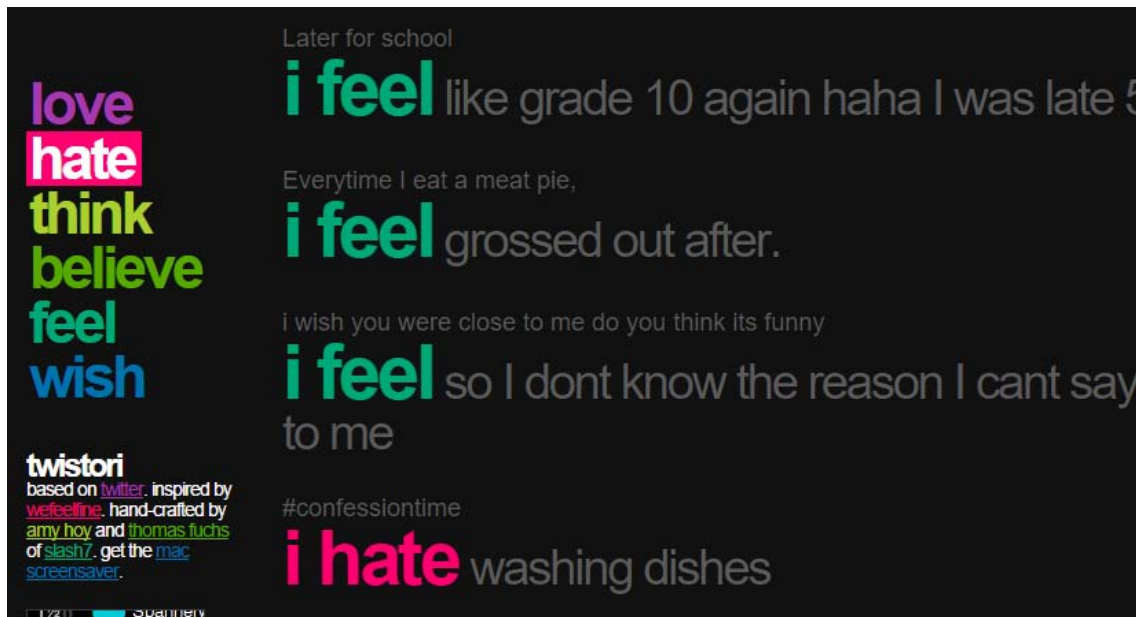 love
hate
think
believe
feel
wish
twistori
based on twitter. inspired by
wefeelfine. hand-crafted by
amy hoy and thomas fuchs
of slash7. get the mac
screensaver.
Spannery
Later for school
i feel like grade 10 again haha I was late 5
Everytime I eat a meat pie,
i feel grossed out after.
i wish you were close to me do you think its funny
i feel so I dont know the reason I cant say
to me
#confessiontime
i hate washing dishes